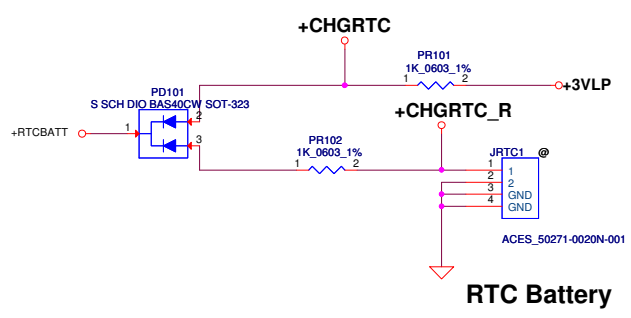 +CHGRTC
PR101
1K_0603_1%
1 2
+3VLP
PD101
S SCH DIO BAS40CW SOT-323
2
+RTCBATT
1
3
+CHGRTC_R
PR102
1K_0603_1%
1 2
JRTC1 @
1 1
2 2
3 GND
4 GND
ACES_50271-0020N-001
RTC Battery